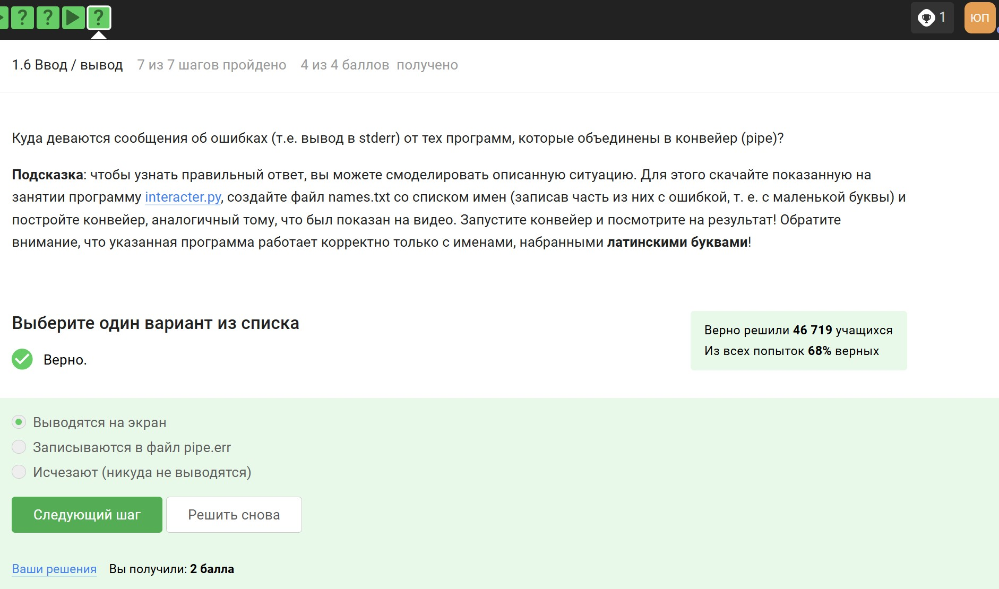 ? ? ?
1
ЮП
1.6 Ввод / вывод 7 из 7 шагов пройдено 4 из 4 баллов получено
Куда деваются сообщения об ошибках (т.е. вывод в stderr) от тех программ, которые объединены в конвейер (pipe)?
Подсказка: чтобы узнать правильный ответ, вы можете смоделировать описанную ситуацию. Для этого скачайте показанную на
занятии программу interacter.py, создайте файл names.txt со списком имен (записав часть из них с ошибкой, т. е. с маленькой буквы) и
постройте конвейер, аналогичный тому, что был показан на видео. Запустите конвейер и посмотрите на результат! Обратите
внимание, что указанная программа работает корректно только с именами, набранными латинскими буквами!
Выберите один вариант из списка
Верно.
Верно решили 46 719 учащихся
Из всех попыток 68% верных
Выводятся на экран
Записываются в файл pipe.err
Исчезают (никуда не выводятся)
Следующий шаг
Решить снова
Ваши решения Вы получили: 2 балла